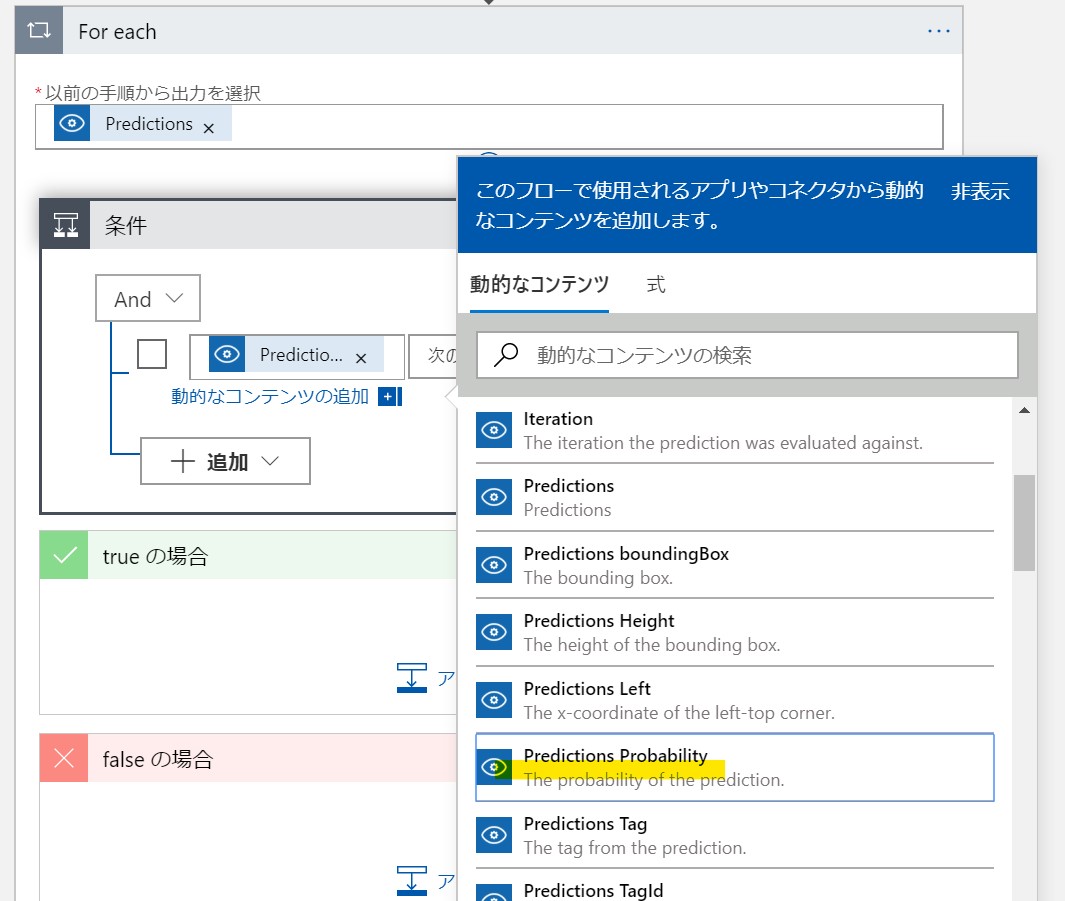 For each
*以前の手順から出力を選択
Predictions
条件
And
Predictio...
次の
動的なコンテンツの追加
追加
true の場合
ア
false の場合
ア
このフローで使用されるアプリやコネクタから動的
なコンテンツを追加します。
非表示
動的なコンテンツ
式
動的なコンテンツの検索
Iteration
The iteration the prediction was evaluated against.
Predictions
Predictions
Predictions boundingBox
The bounding box.
Predictions Height
The height of the bounding box.
Predictions Left
The x-coordinate of the left-top corner.
Predictions Probability
The probability of the prediction.
Predictions Tag
The tag from the prediction.
Predictions TagId